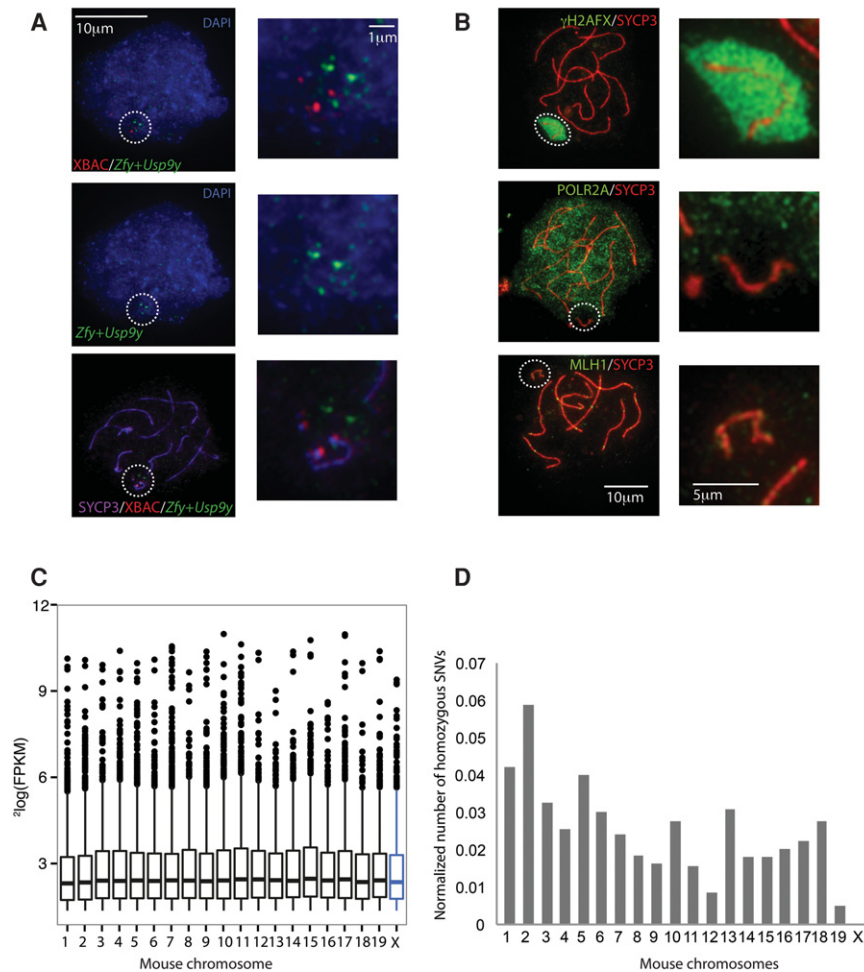 A
10μm
DAPI
XBAC/Zfy+Usp9y
1μm
DAPI
Zfy+Usp9y
SYCP3/XBAC/Zfy+Usp9y
B
γH2AFX/SYCP3
POLR2A/SYCP3
MLH1/SYCP3
10μm
5μm
C
12
9
6
3
²log(FPKM)
1 2 3 4 5 6 7 8 9 10 11 12 13 14 15 16 17 18 19 X
Mouse chromosome
D
Normalized number of homozygous SNVs
0.07
0.06
0.05
0.04
0.03
0.02
0.01
0
1 2 3 4 5 6 7 8 9 10 11 12 13 14 15 16 17 18 19 X
Mouse chromosomes